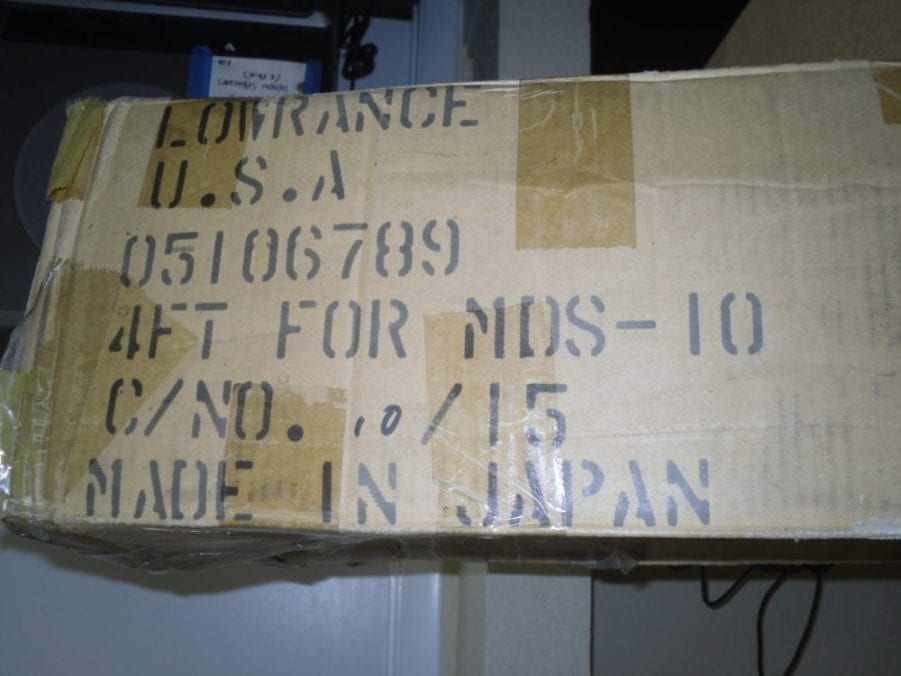 LOWRANCE
U.S.A
05106789
4FT FOR MDS-10
C/NO. 10/15
MADE IN JAPAN